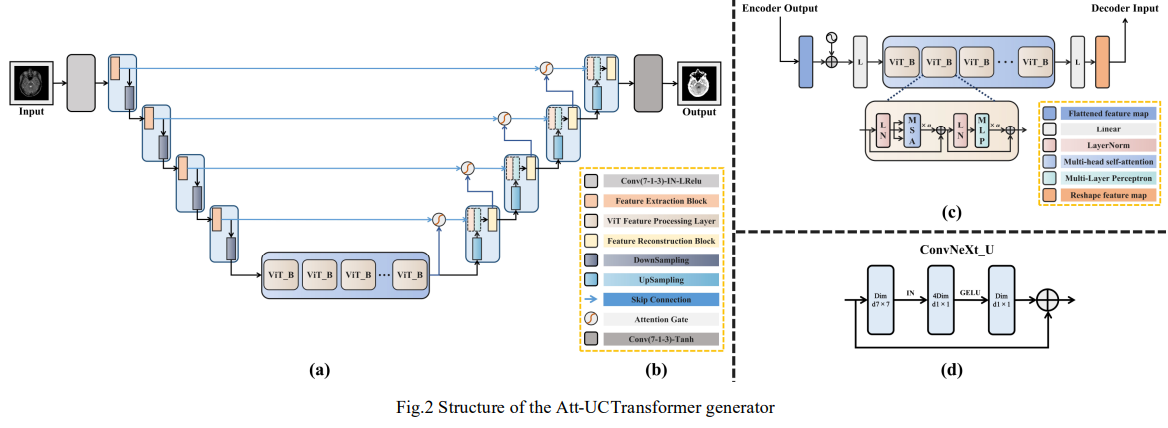 Input
Output
ViT_B
ViT_B
ViT_B
ViT_B
(a)
Conv(7-1-3)-IN-LRelu
Feature Extraction Block
ViT Feature Processing Layer
Feature Reconstruction Block
DownSampling
UpSampling
Skip Connection
Attention Gate
Conv(7-1-3)-Tanh
(b)
Encoder Output
Decoder Input
L
ViT_B
ViT_B
ViT_B
ViT_B
L
LN
MSA
× α
LN
MLP
× α
Flattened feature map
Linear
LayerNorm
Multi-head self-attention
Multi-Layer Perceptron
Reshape feature map
(c)
ConvNeXt_U
Dim
d7×7
IN
4Dim
d1×1
GELU
Dim
d1×1
(d)
Fig.2 Structure of the Att-UCTransformer generator